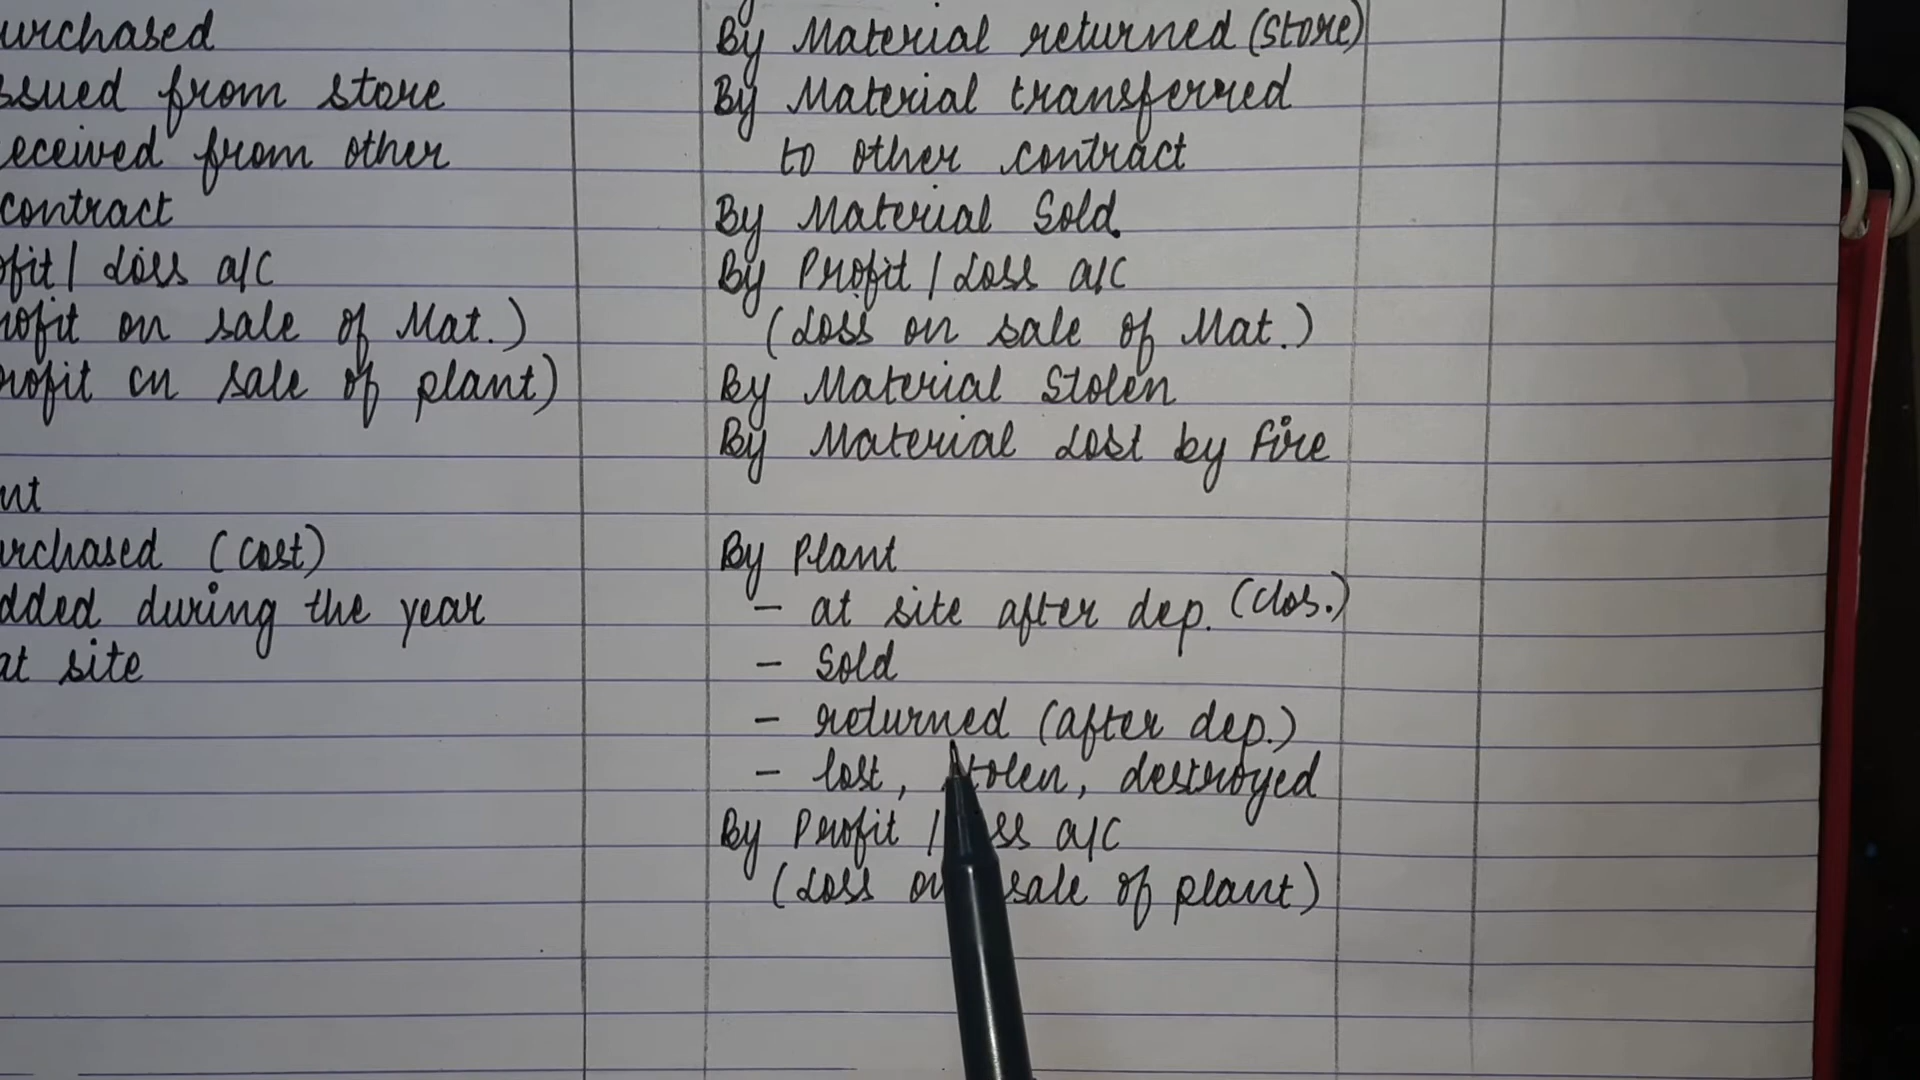 urchased
ssued from store
eceived from other
contract
ofit / Loss a/c
rofit on sale of Mat.)
rofit on sale of plant)
nt
urchased (cost)
dded during the year
at site
By Material returned (store)
By Material transferred
to other contract
By Material Sold
By Profit / Loss a/c
(Loss on sale of Mat.)
By Material Stolen
By Material Lost by fire
By Plant
- at site after dep. (clos.)
- Sold
- returned (after dep.)
- lost, stolen, destroyed
By Profit / Loss a/c
(Loss on sale of plant)